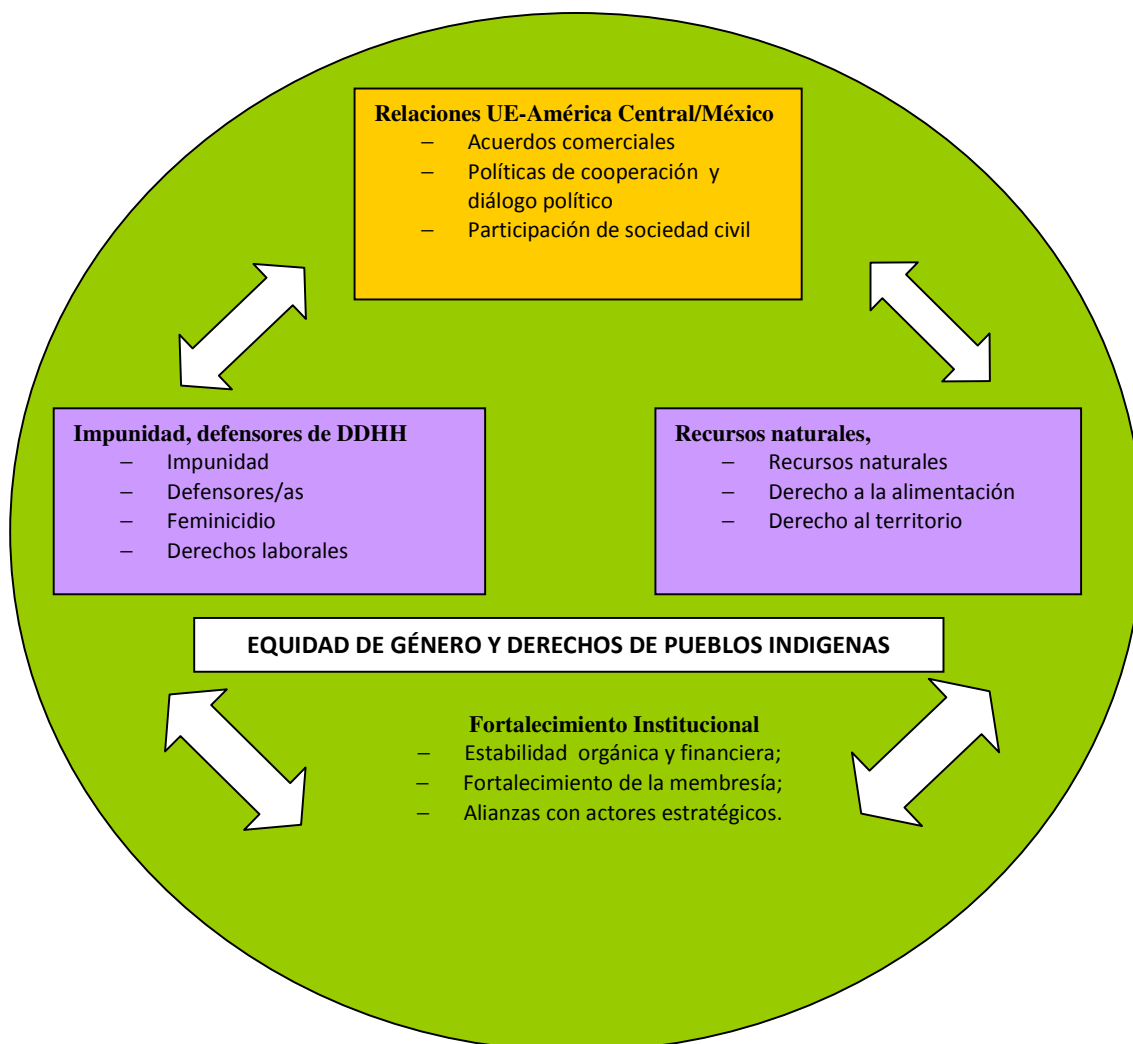 Relaciones UE-América Central/México
– Acuerdos comerciales
– Políticas de cooperación y
diálogo político
– Participación de sociedad civil
Impunidad, defensores de DDHH
– Impunidad
– Defensores/as
– Feminicidio
– Derechos laborales
Recursos naturales,
– Recursos naturales
– Derecho a la alimentación
– Derecho al territorio
EQUIDAD DE GÉNERO Y DERECHOS DE PUEBLOS INDIGENAS
Fortalecimiento Institucional
– Estabilidad orgánica y financiera;
– Fortalecimiento de la membresía;
– Alianzas con actores estratégicos.